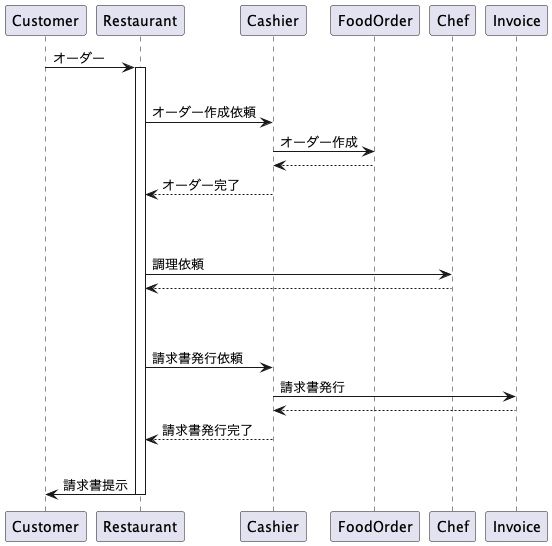 Customer Restaurant Cashier FoodOrder Chef Invoice
オーダー
オーダー作成依頼
オーダー作成
オーダー完了
調理依頼
請求書発行依頼
請求書発行
請求書発行完了
請求書提示
Customer Restaurant Cashier FoodOrder Chef Invoice